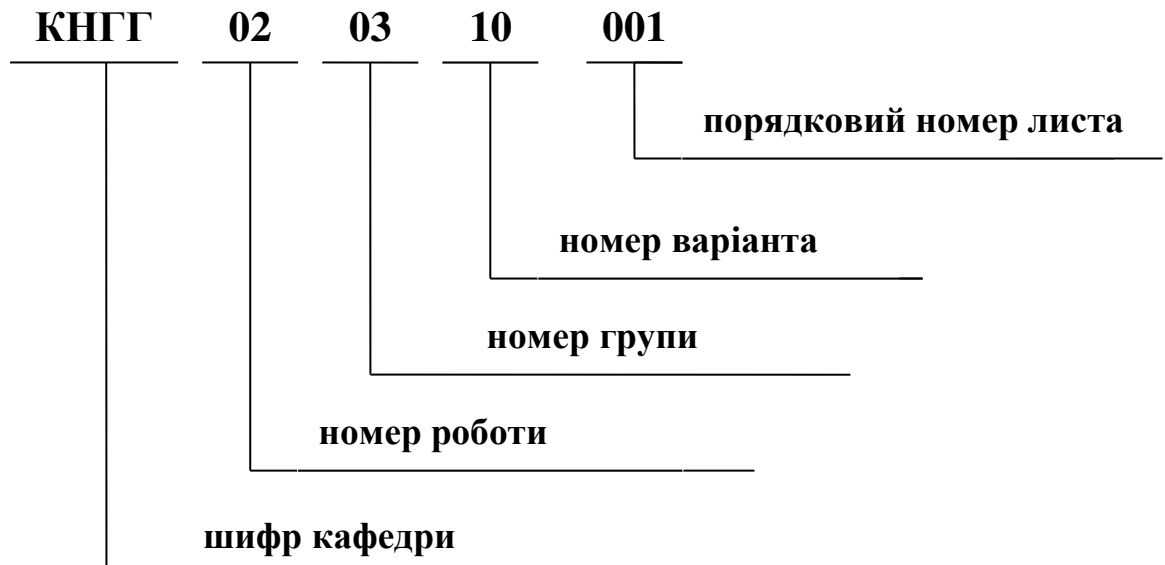 КНГГ 02 03 10 001
порядковий номер листа
номер варіанта
номер групи
номер роботи
шифр кафедри